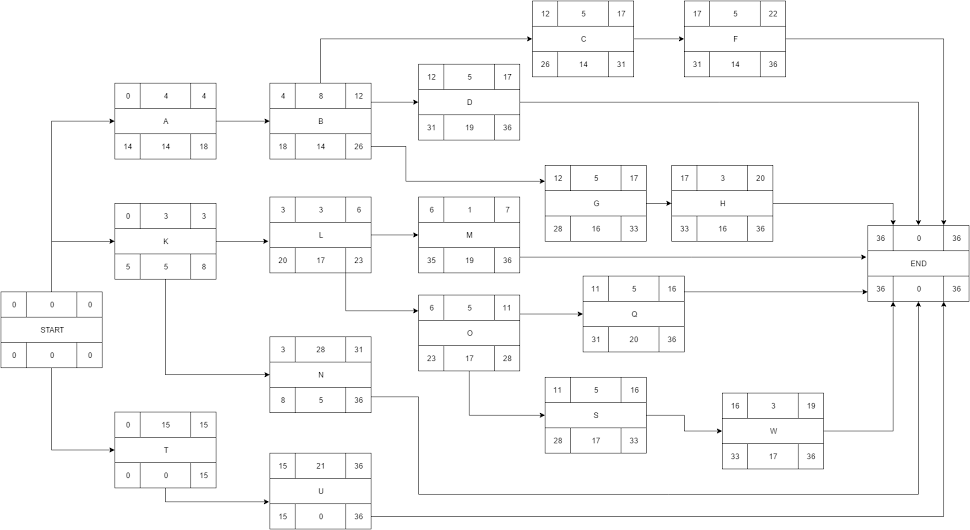 12 5 17
C
26 14 31
17 5 22
F
31 14 36
12 5 17
D
31 19 36
0 4 4
A
14 14 18
4 8 12
B
18 14 26
12 5 17
G
28 16 33
17 3 20
H
33 16 36
0 3 3
K
5 5 8
3 3 6
L
20 17 23
6 1 7
M
35 19 36
36 0 36
END
36 0 36
0 0 0
START
0 0 0
6 5 11
O
23 17 28
11 5 16
Q
31 20 36
3 28 31
N
8 5 36
11 5 16
S
28 17 33
16 3 19
W
33 17 36
0 15 15
T
0 0 15
15 21 36
U
15 0 36